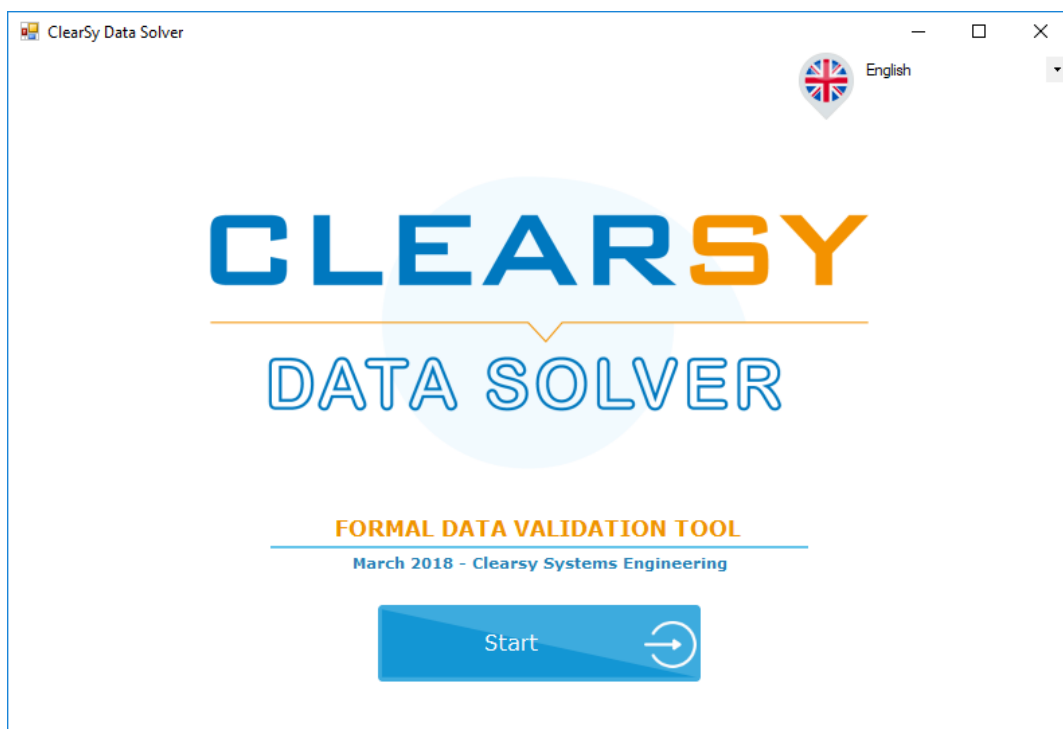 ClearSy Data Solver
English
CLEARSY
DATA SOLVER
FORMAL DATA VALIDATION TOOL
March 2018 - Clearsy Systems Engineering
Start